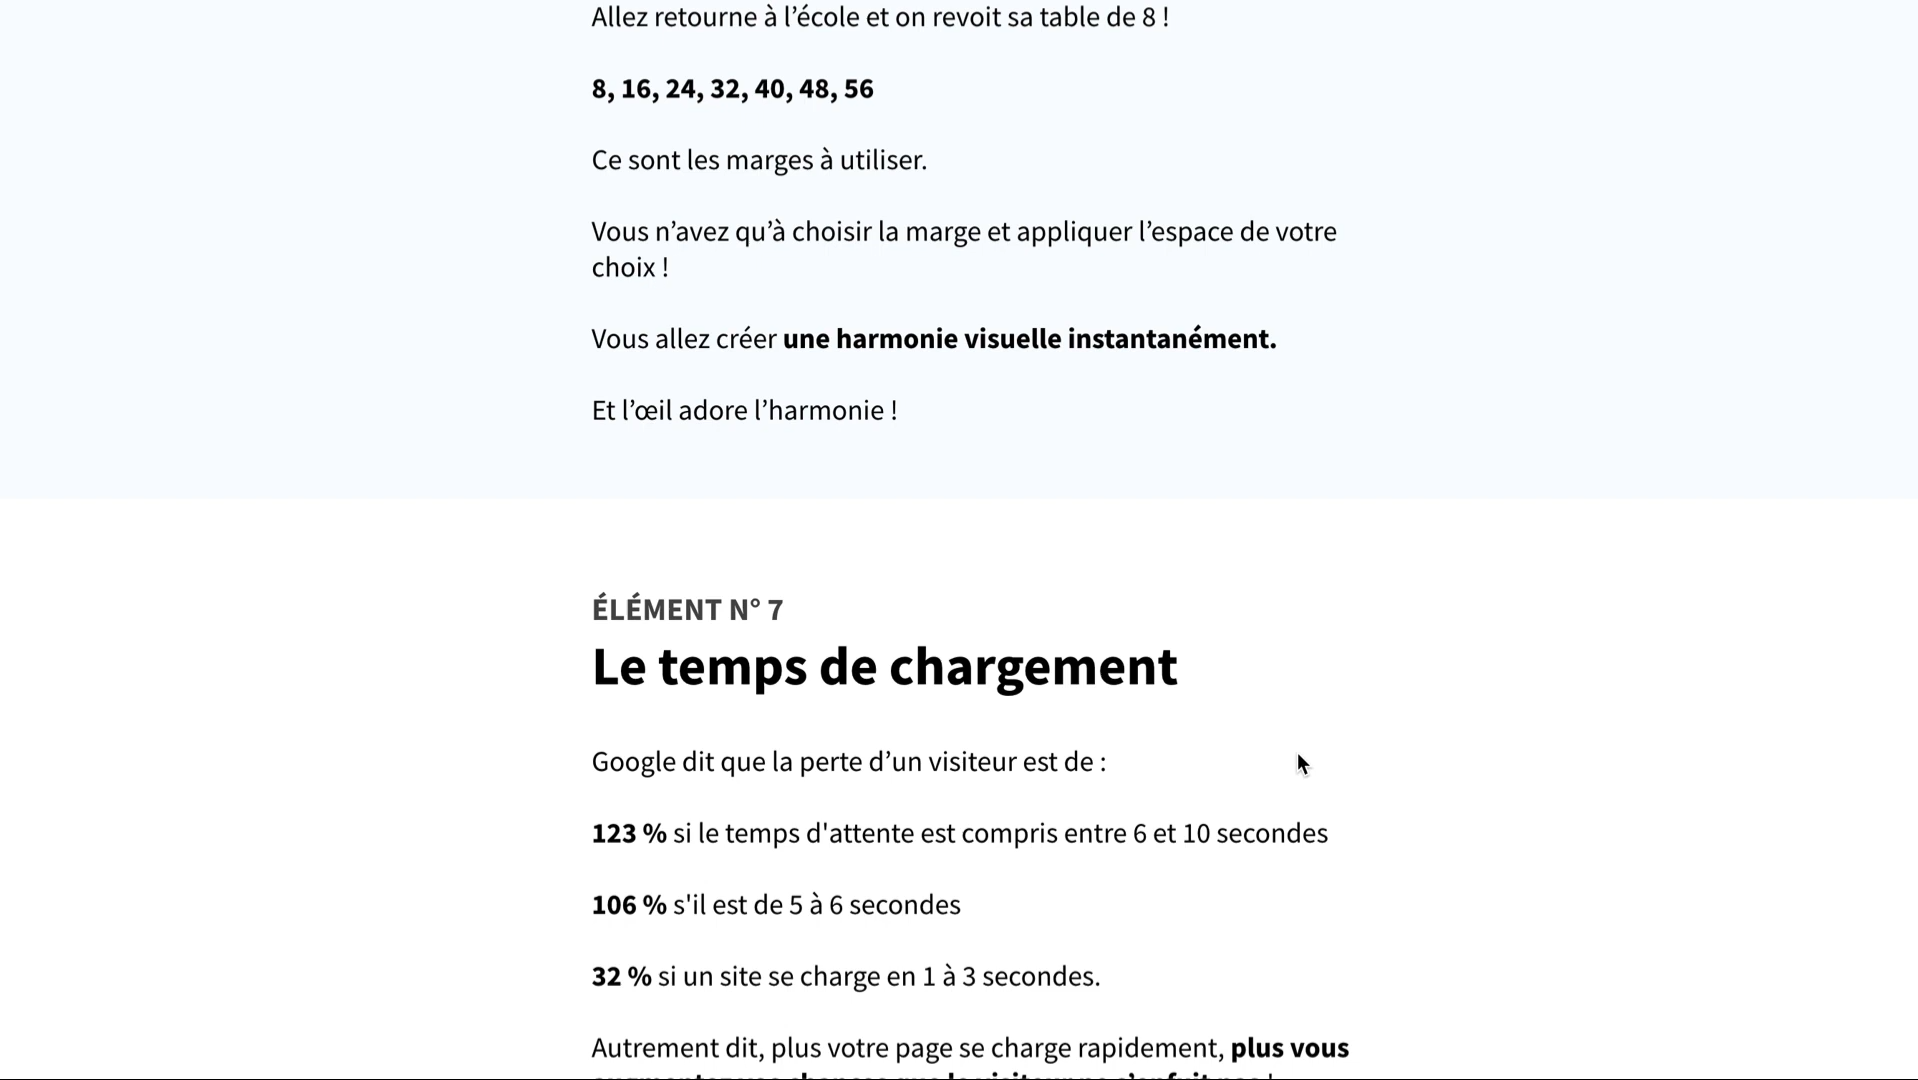 Allez retourne à l’école et on revoit sa table de 8 !
8, 16, 24, 32, 40, 48, 56
Ce sont les marges à utiliser.
Vous n’avez qu’à choisir la marge et appliquer l’espace de votre
choix !
Vous allez créer une harmonie visuelle instantanément.
Et l’œil adore l’harmonie !
ÉLÉMENT N° 7
Le temps de chargement
Google dit que la perte d’un visiteur est de :
123 % si le temps d'attente est compris entre 6 et 10 secondes
106 % s'il est de 5 à 6 secondes
32 % si un site se charge en 1 à 3 secondes.
Autrement dit, plus votre page se charge rapidement, plus vous